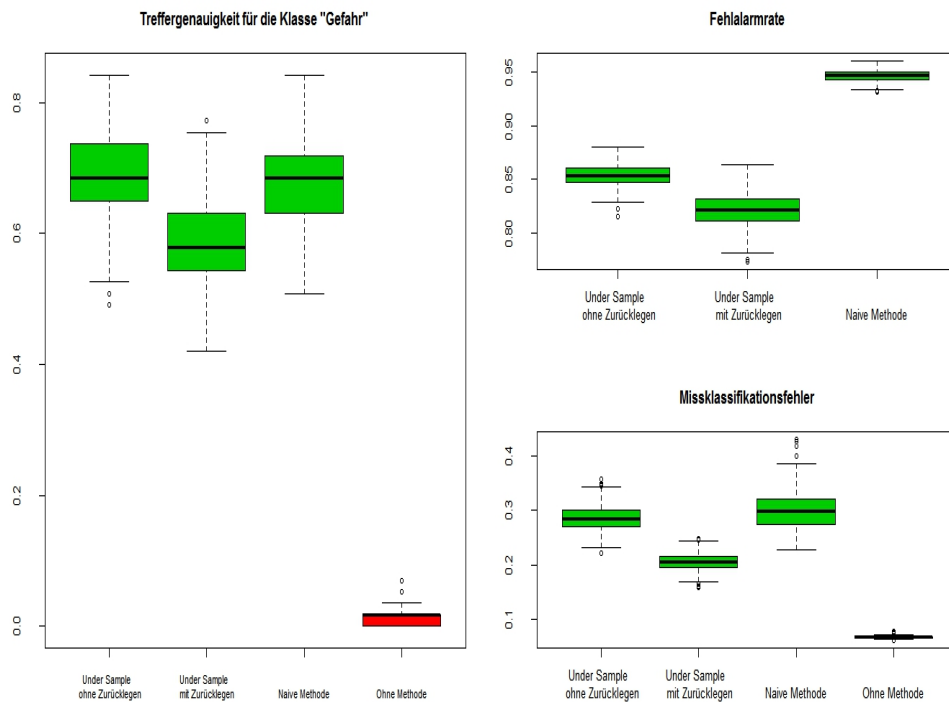 Treffergenauigkeit für die Klasse "Gefahr"
0.8
0.6
0.4
0.2
0.0
Under Sample
ohne Zurücklegen
Under Sample
mit Zurücklegen
Naive Methode
Ohne Methode
Fehlalarmrate
0.95
0.90
0.85
0.80
Under Sample
ohne Zurücklegen
Under Sample
mit Zurücklegen
Naive Methode
Missklassifikationsfehler
0.4
0.3
0.2
0.1
Under Sample
ohne Zurücklegen
Under Sample
mit Zurücklegen
Naive Methode
Ohne Methode